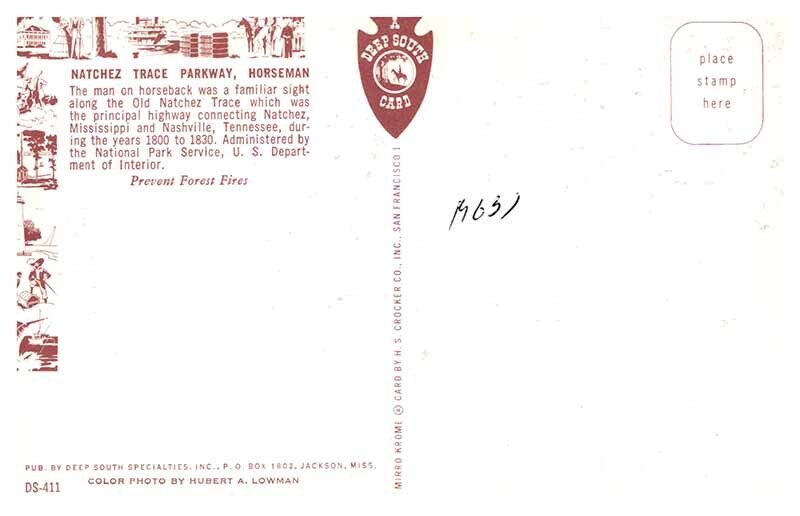 NATCHEZ TRACE PARKWAY, HORSEMAN
The man on horseback was a familiar sight
along the Old Natchez Trace which was
the principal highway connecting Natchez,
Mississippi and Nashville, Tennessee, dur-
ing the years 1800 to 1830. Administered by
the National Park Service, U. S. Depart-
ment of Interior.
Prevent Forest Fires
A
DEEP SOUTH
CARD
place
stamp
here
MIRRO KROME ® CARD BY H. S. CROCKER CO., INC., SAN FRANCISCO 1
PUB. BY DEEP SOUTH SPECIALTIES, INC., P. O. BOX 1802, JACKSON, MISS.
DS-411
COLOR PHOTO BY HUBERT A. LOWMAN